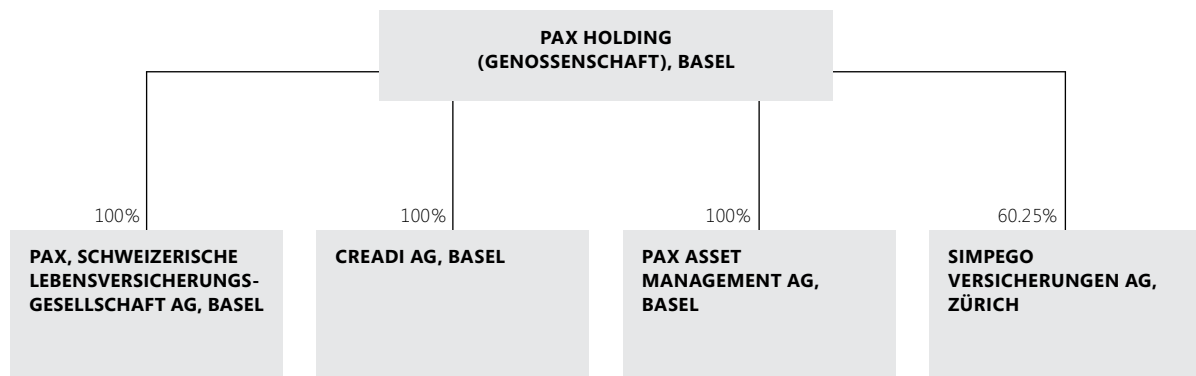 PAX HOLDING
(GENOSSENSCHAFT), BASEL
100%
100%
100%
60.25%
PAX, SCHWEIZERISCHE
LEBENSVERSICHERUNGS-
GESELLSCHAFT AG, BASEL
CREADI AG, BASEL
PAX ASSET
MANAGEMENT AG,
BASEL
SIMPEGO
VERSICHERUNGEN AG,
ZÜRICH